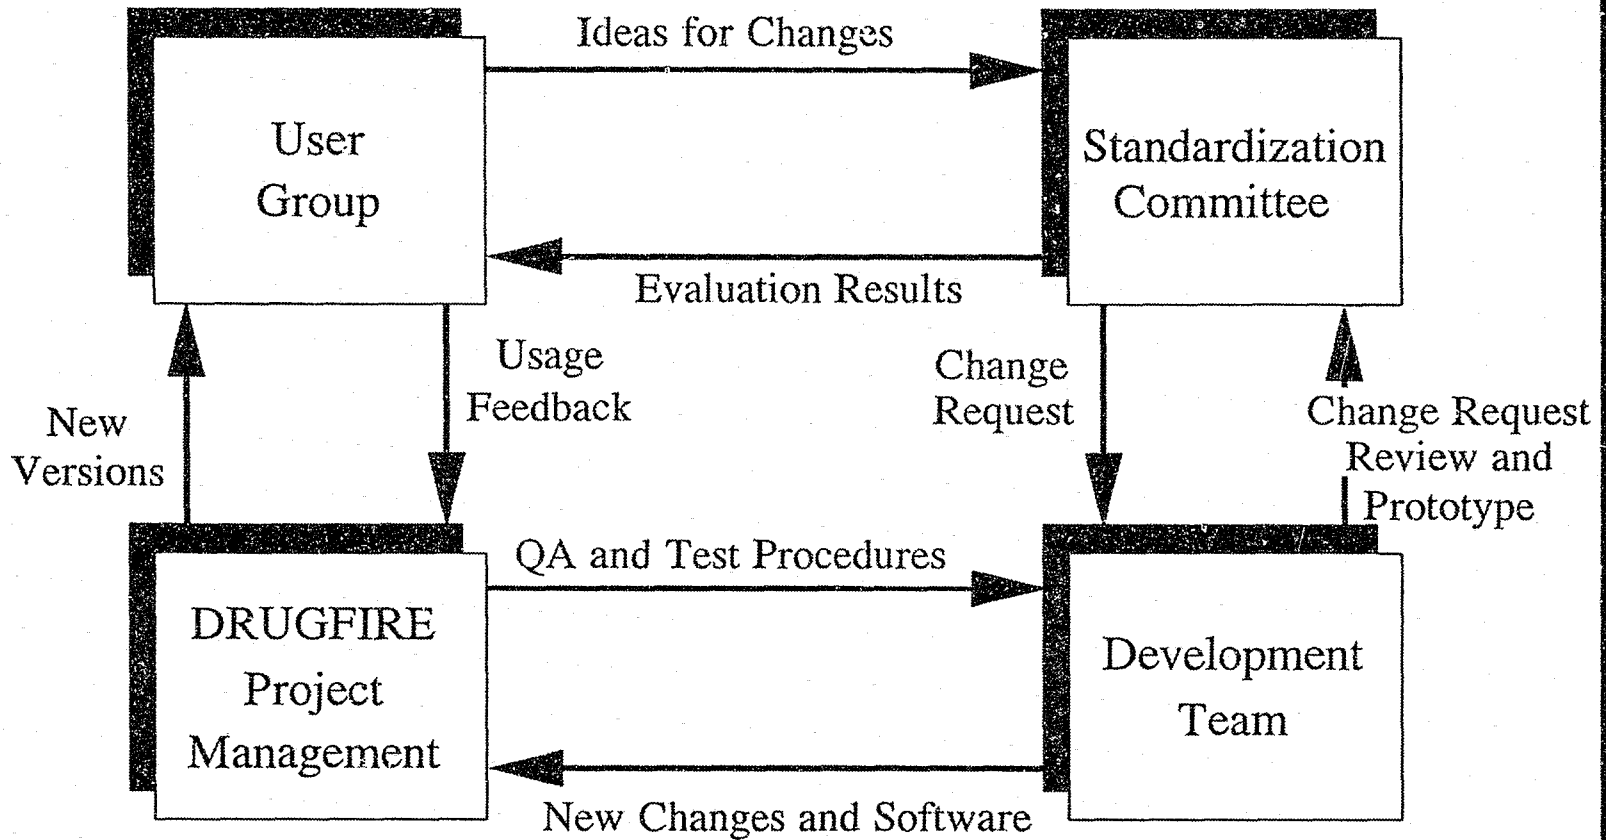 Ideas for Changes
User
Group
Standardization
Committee
Evaluation Results
Usage
Feedback
Change
Request
New
Versions
Change Request
Review and
Prototype
QA and Test Procedures
DRUGFIRE
Project
Management
Development
Team
New Changes and Software